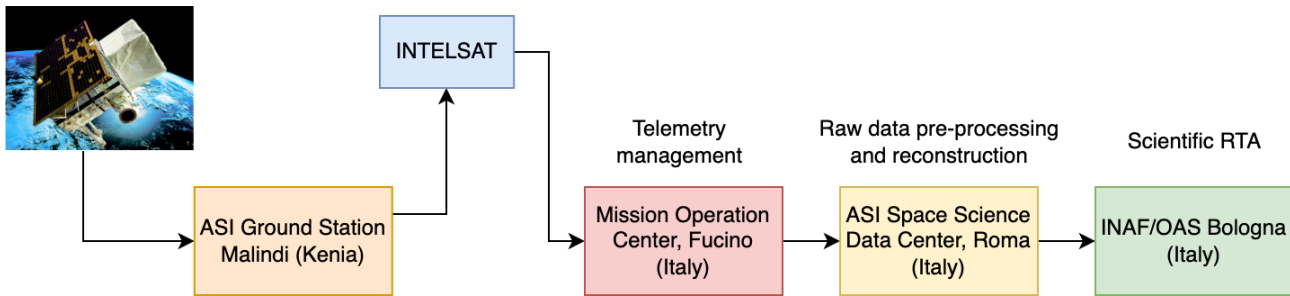 INTELSAT
ASI Ground Station
Malindi (Kenia)
Telemetry
management
Mission Operation
Center, Fucino
(Italy)
Raw data pre-processing
and reconstruction
ASI Space Science
Data Center, Roma
(Italy)
Scientific RTA
INAF/OAS Bologna
(Italy)